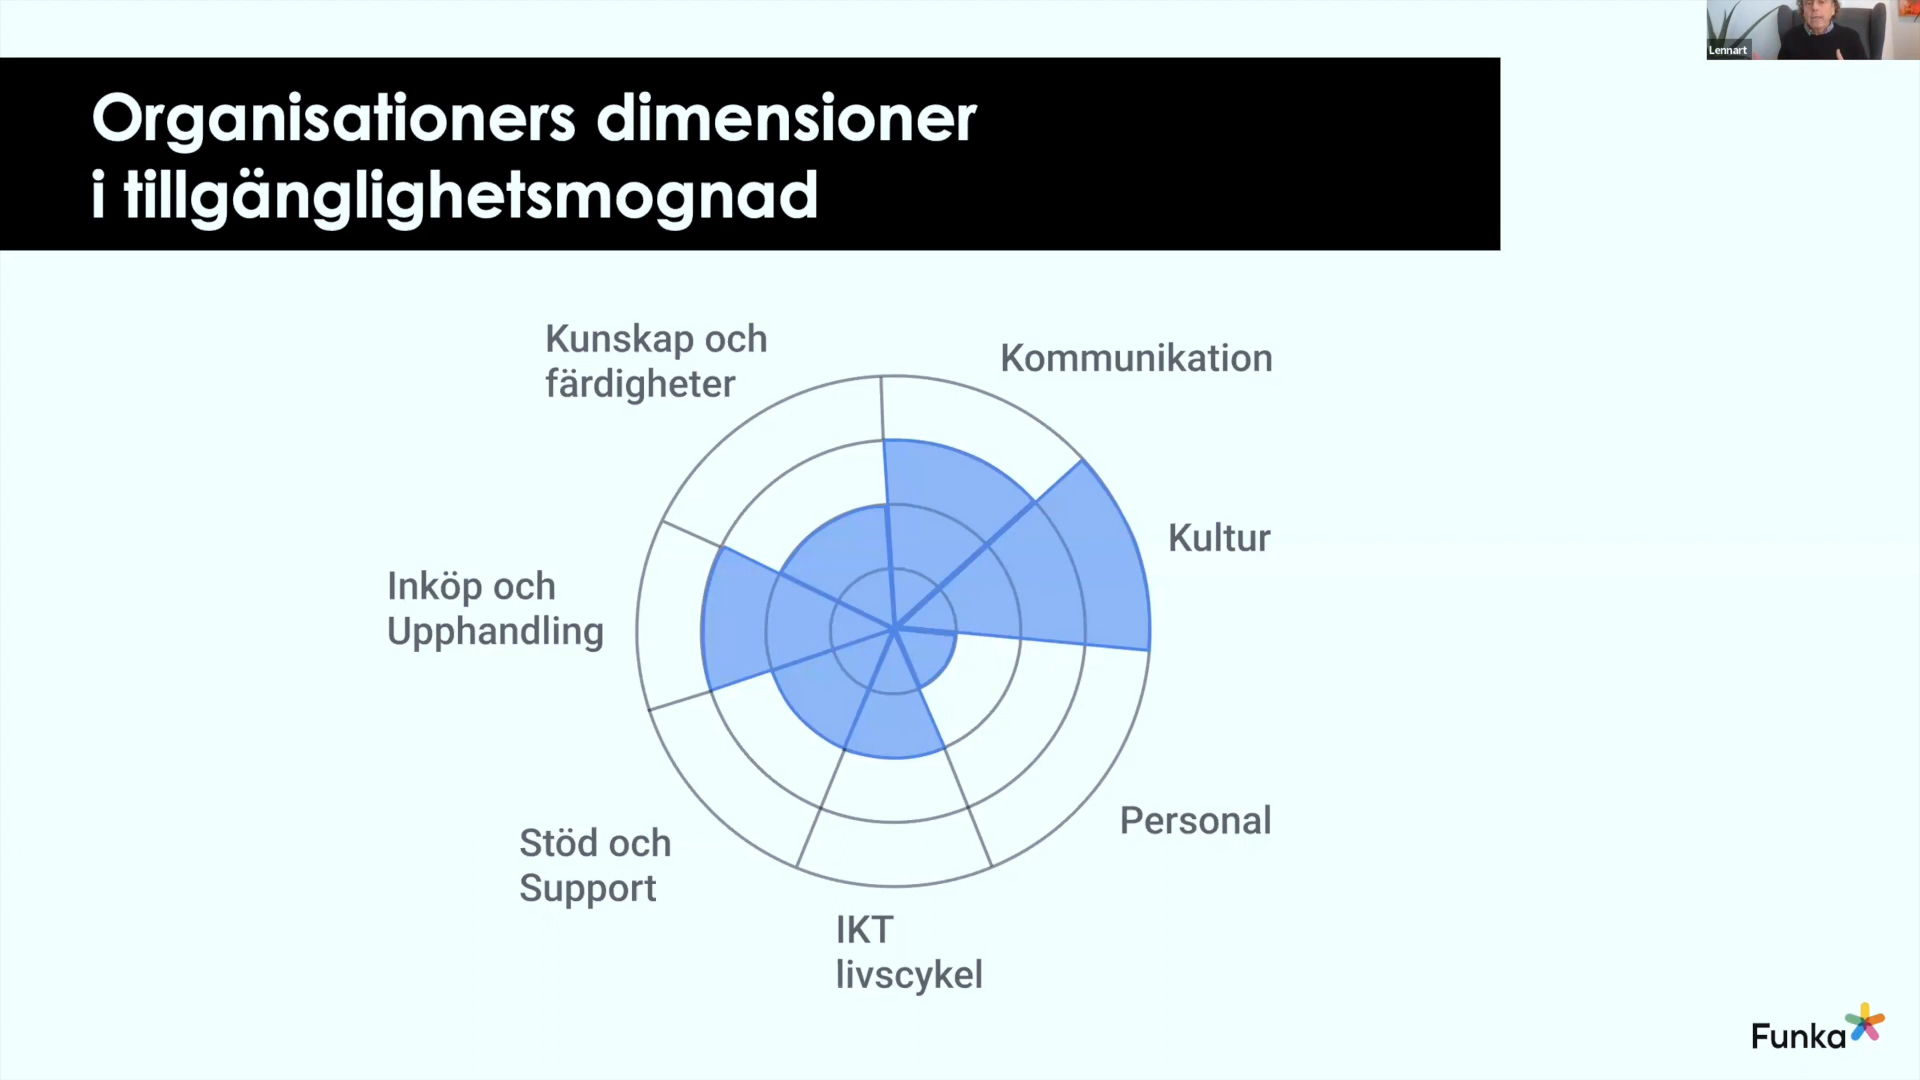 Lennart
Organisationers dimensioner
i tillgänglighetsmognad
Kunskap och
färdigheter
Kommunikation
Kultur
Inköp och
Upphandling
Personal
Stöd och
Support
IKT
livscykel
Funka